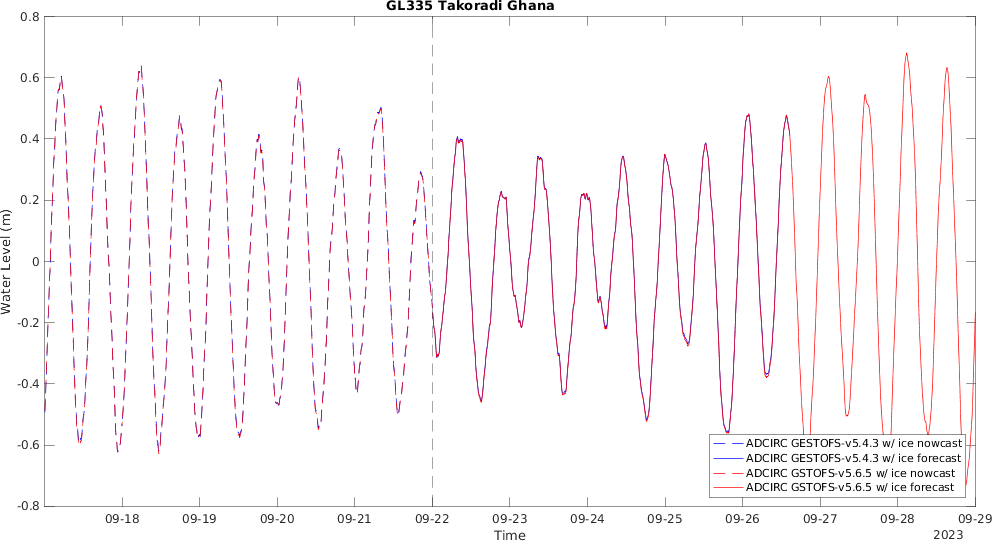 GL335 Takoradi Ghana
0.8
0.6
0.4
0.2
0
-0.2
-0.4
-0.6
-0.8
Water Level (m)
ADCIRC GESTOFS-v5.4.3 w/ ice nowcast
ADCIRC GESTOFS-v5.4.3 w/ ice forecast
ADCIRC GSTOFS-v5.6.5 w/ ice nowcast
ADCIRC GSTOFS-v5.6.5 w/ ice forecast
09-18 09-19 09-20 09-21 09-22 09-23 09-24 09-25 09-26 09-27 09-28 09-29
Time
2023